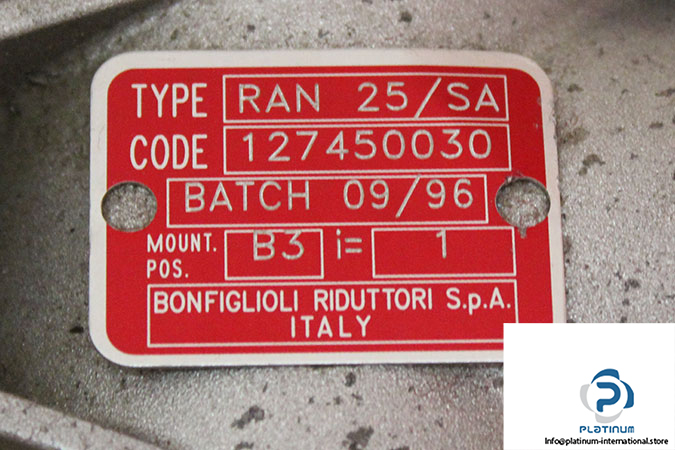 TYPE RAN 25/SA
CODE 127450030
BATCH 09/96
MOUNT. POS. B3 i= 1
BONFIGLIOLI RIDUTTORI S.p.A.
ITALY
PLATINUM
Info@platinum-international.store